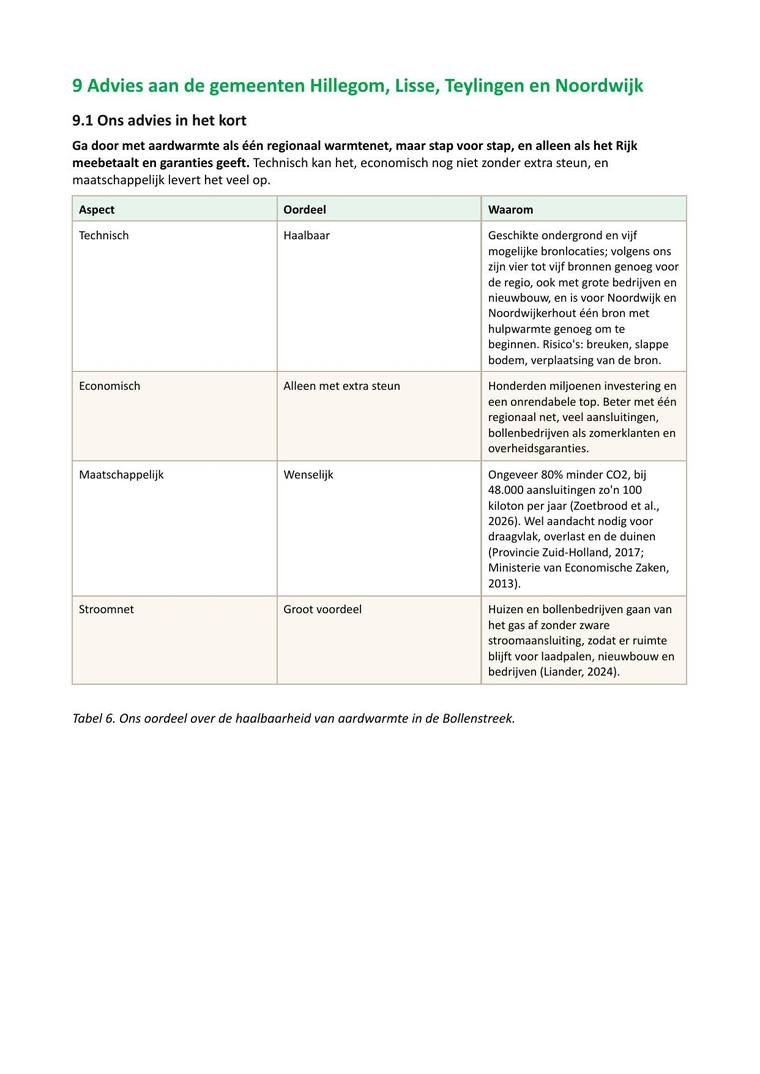 9 Advies aan de gemeenten Hillegom, Lisse, Teylingen en Noordwijk
9.1 Ons advies in het kort
Ga door met aardwarmte als één regionaal warmtenet, maar stap voor stap, en alleen als het Rijk
meebetaalt en garanties geeft. Technisch kan het, economisch nog niet zonder extra steun, en
maatschappelijk levert het veel op.
Aspect Oordeel Waarom
Technisch Haalbaar Geschikte ondergrond en vijf
mogelijke bronlocaties; volgens ons
zijn vier tot vijf bronnen genoeg voor
de regio, ook met grote bedrijven en
nieuwbouw, en is voor Noordwijk en
Noordwijkerhout één bron met
hulpwarmte genoeg om te
beginnen. Risico's: breuken, slappe
bodem, verplaatsing van de bron.
Economisch Alleen met extra steun Honderden miljoenen investering en
een onrendabele top. Beter met één
regionaal net, veel aansluitingen,
bollenbedrijven als zomerklanten en
overheidsgaranties.
Maatschappelijk Wenselijk Ongeveer 80% minder CO2, bij
48.000 aansluitingen zo'n 100
kiloton per jaar (Zoetbrood et al.,
2026). Wel aandacht nodig voor
draagvlak, overlast en de duinen
(Provincie Zuid-Holland, 2017;
Ministerie van Economische Zaken,
2013).
Stroomnet Groot voordeel Huizen en bollenbedrijven gaan van
het gas af zonder zware
stroomaansluiting, zodat er ruimte
blijft voor laadpalen, nieuwbouw en
bedrijven (Liander, 2024).
Tabel 6. Ons oordeel over de haalbaarheid van aardwarmte in de Bollenstreek.